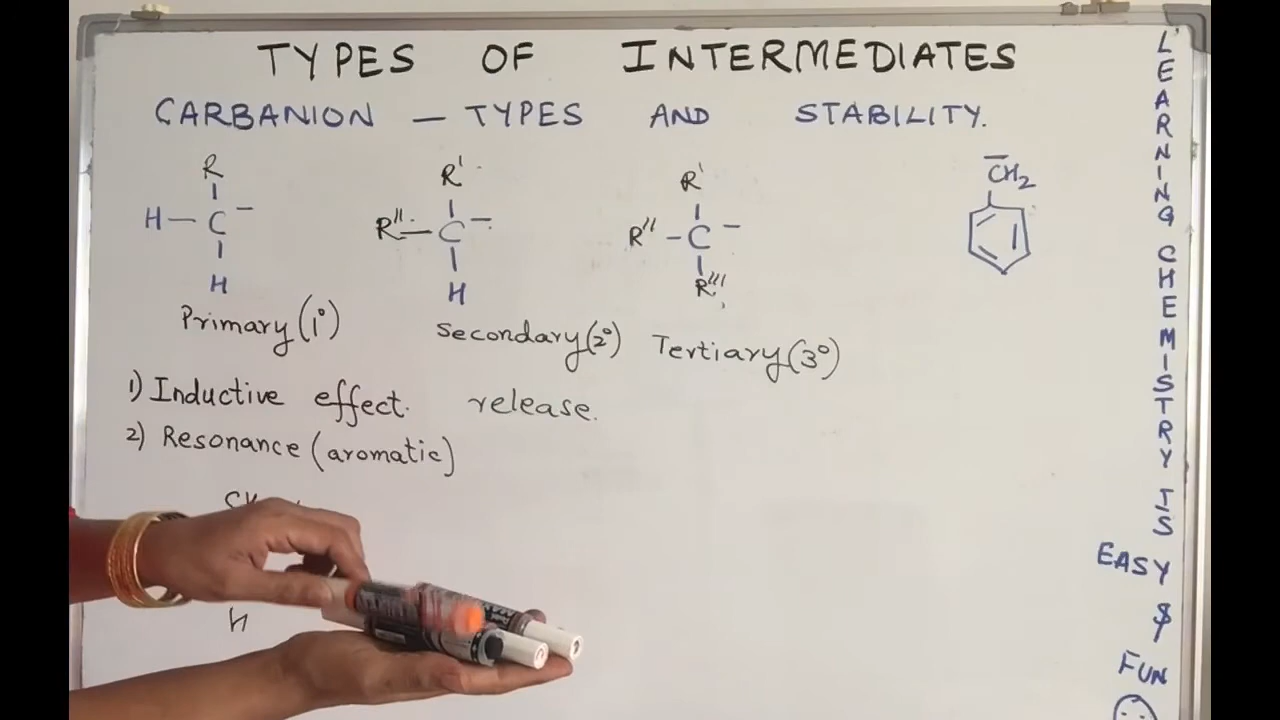 TYPES OF INTERMEDIATES
CARBANION - TYPES AND STABILITY.
R
H - C -
H
Primary (1°)
R'
R'' - C -
H
Secondary (2°)
R'
R'' - C -
R'''
Tertiary (3°)
CH2
1) Inductive effect. release.
2) Resonance (aromatic)
H
LEARNING CHEMISTRY IS
EASY
$
FUN